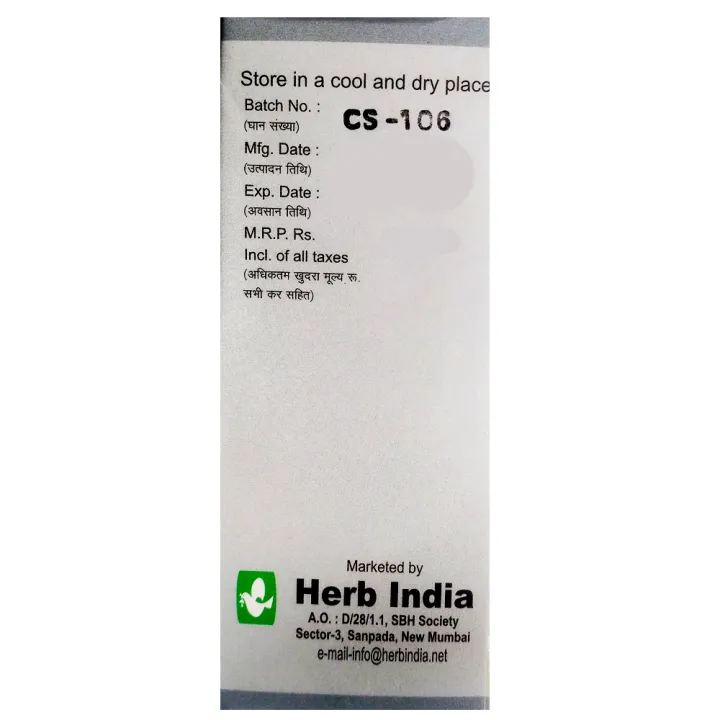 Store in a cool and dry place
Batch No. : CS-106
(घान संख्या)
Mfg. Date :
(उत्पादन तिथि)
Exp. Date :
(अवसान तिथि)
M.R.P. Rs.
Incl. of all taxes
(अधिकतम खुदरा मूल्य रू.
सभी कर सहित)
Marketed by
Herb India
A.O. : D/28/1.1, SBH Society
Sector-3, Sanpada, New Mumbai
e-mail-info@herbindia.net